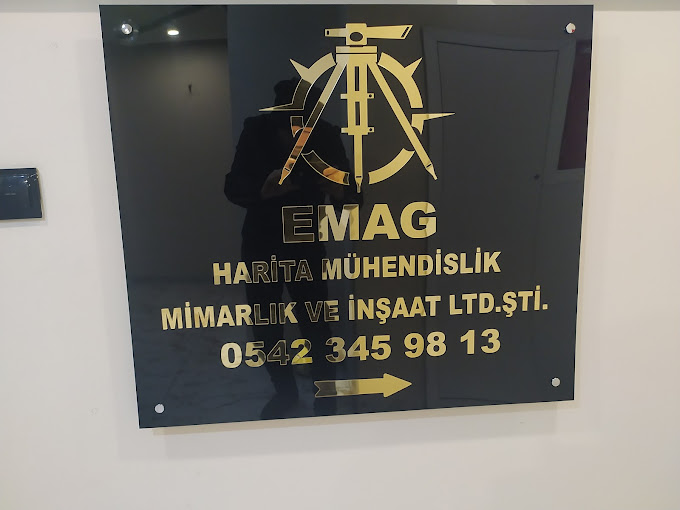 EMAG
HARİTA MÜHENDİSLİK
MİMARLIK VE İNŞAAT LTD.ŞTİ.
0542 345 98 13